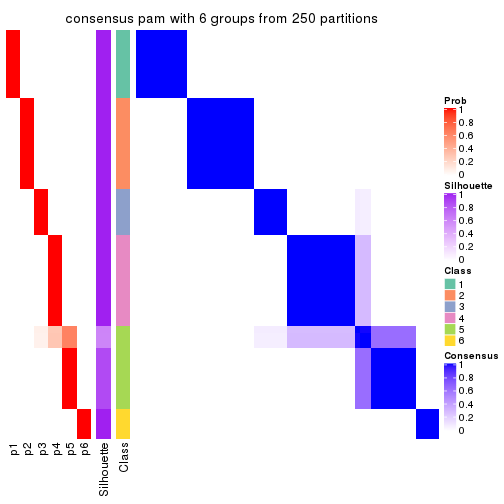 consensus pam with 6 groups from 250 partitions
Prob
1
0.8
0.6
0.4
0.2
0
Silhouette
1
0.8
0.6
0.4
0.2
0
Class
1
2
3
4
5
6
Consensus
1
0.8
0.6
0.4
0.2
0
p1
p2
p3
p4
p5
p6
Silhouette
Class